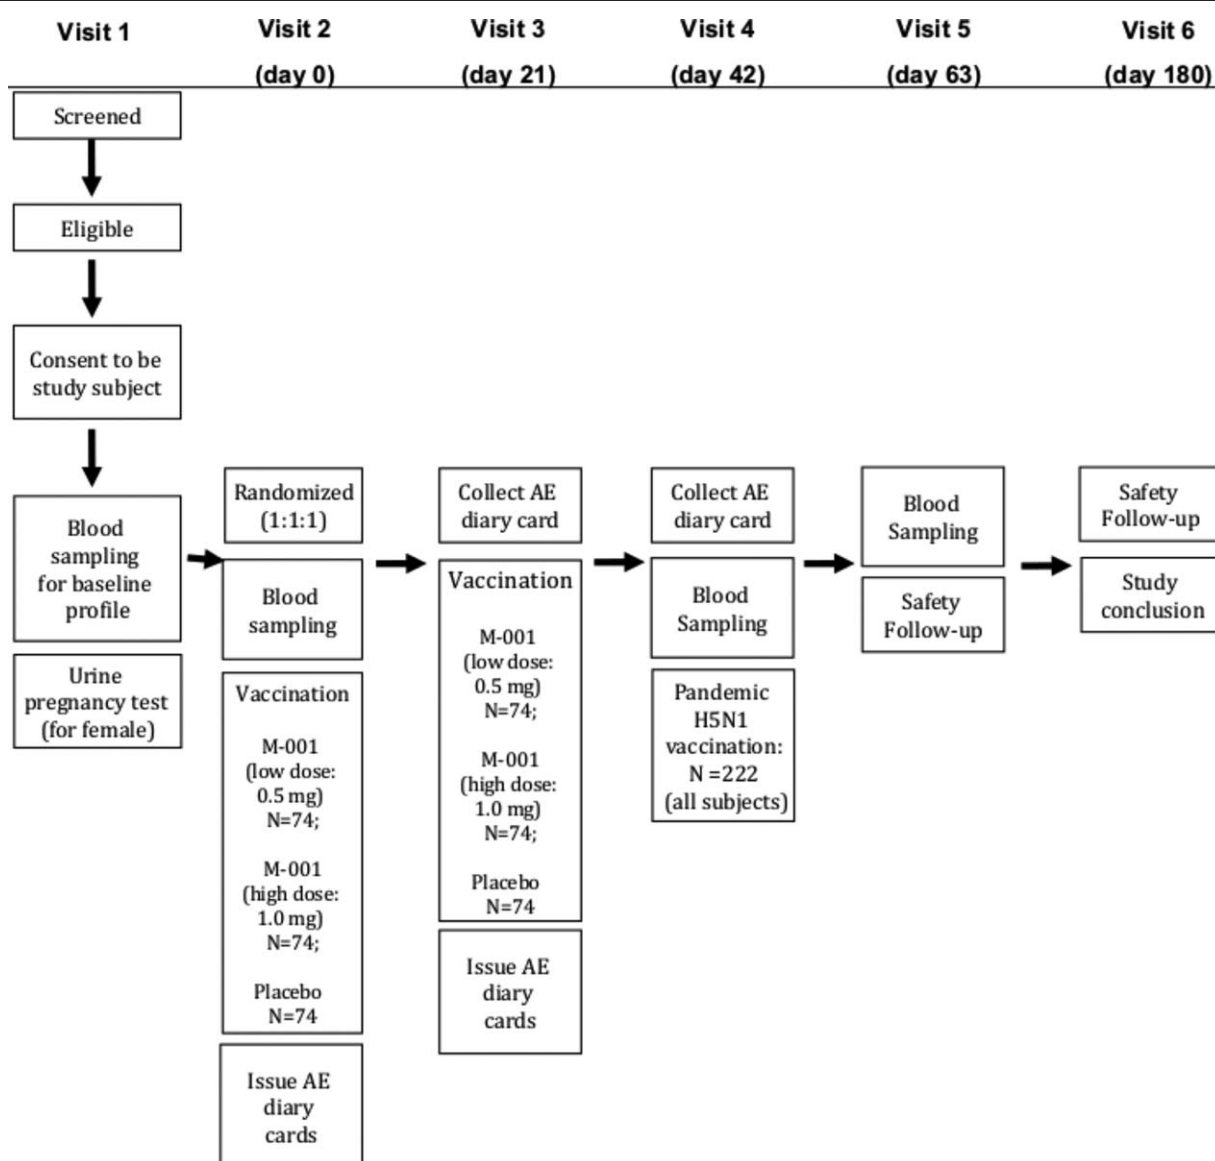 Visit 1
Visit 2
(day 0)
Visit 3
(day 21)
Visit 4
(day 42)
Visit 5
(day 63)
Visit 6
(day 180)
Screened
Eligible
Consent to be
study subject
Blood
sampling
for baseline
profile
Urine
pregnancy test
(for female)
Randomized
(1:1:1)
Blood
sampling
Vaccination
M-001
(low dose:
0.5 mg)
N=74;
M-001
(high dose:
1.0 mg)
N=74;
Placebo
N=74
Issue AE
diary
cards
Collect AE
diary card
Vaccination
M-001
(low dose:
0.5 mg)
N=74;
M-001
(high dose:
1.0 mg)
N=74;
Placebo
N=74
Issue AE
diary
cards
Collect AE
diary card
Blood
Sampling
Pandemic
H5N1
vaccination:
N =222
(all subjects)
Blood
Sampling
Safety
Follow-up
Safety
Follow-up
Study
conclusion